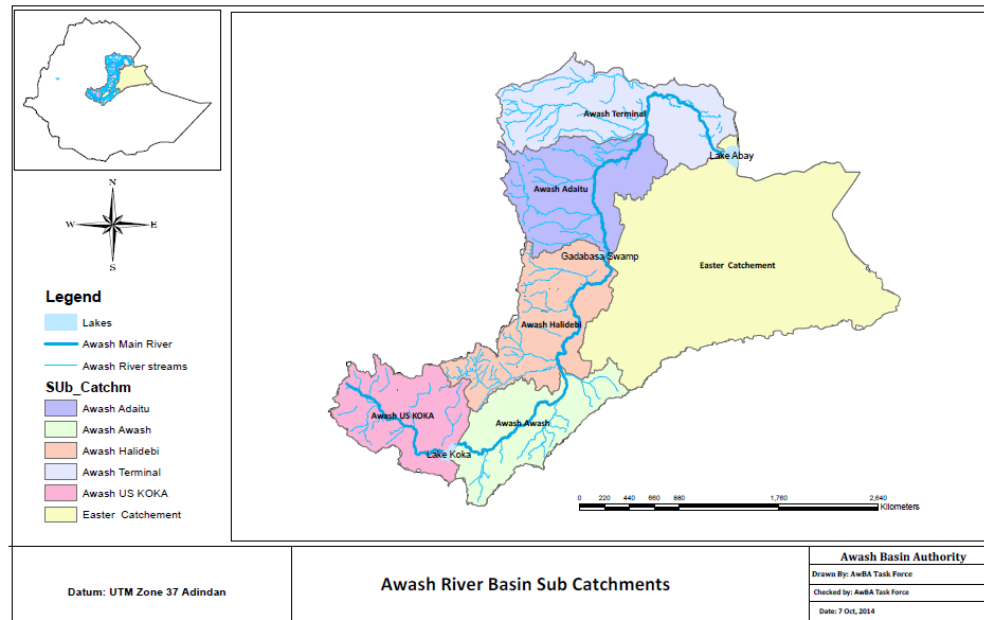 N
W
E
S
Legend
Lakes
Awash Main River
Awash River streams
SUb_Catchm
Awash Adaitu
Awash Awash
Awash Halidebi
Awash Terminal
Awash US KOKA
Easter Catchement
Awash Terminal
Lake Abay
Awash Adaitu
Gadabasa Swamp
Easter Catchement
Awash Halidebi
Awash US KOKA
Awash Awash
Lake Koka
0 220 440 660 880 1,760 2,640
Kilometers
Datum: UTM Zone 37 Adindan
Awash River Basin Sub Catchments
Awash Basin Authority
Drawn By: AwBA Task Force
Checked by: AwBA Task Force
Date: 7 Oct, 2014